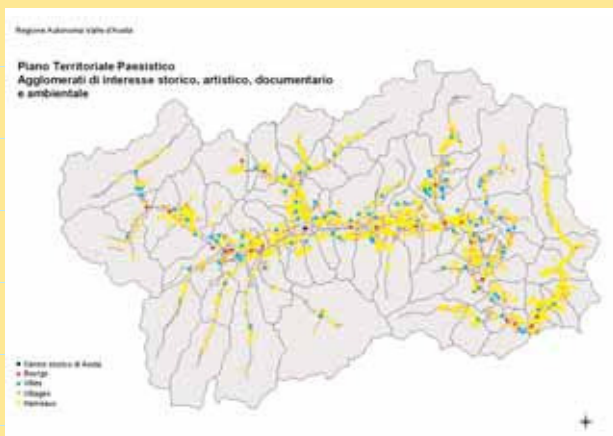 Regione Autonoma Valle d'Aosta
Piano Territoriale Paesistico
Agglomerati di interesse storico, artistico, documentario
e ambientale
Centro storico di Aosta
Bourgs
Villes
Villages
Hameaux